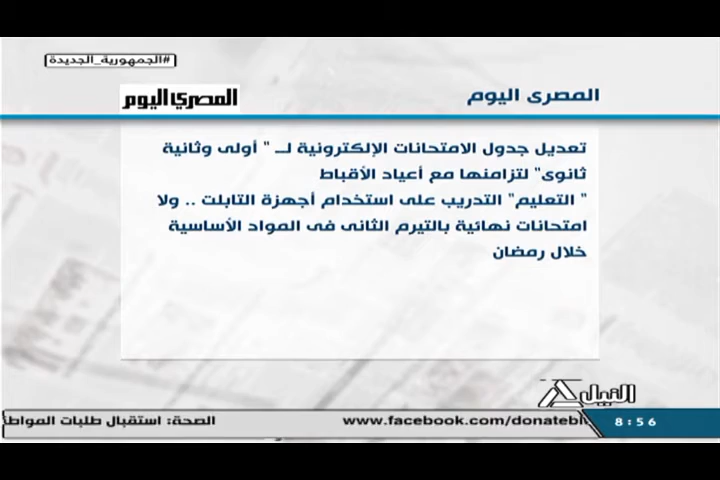 #الجمهورية_الجديدة
المصرى اليوم
المصري اليوم
تعديل جدول الامتحانات الإلكترونية لــ " أولى وثانية
ثانوى" لتزامنها مع أعياد الأقباط
" التعليم" التدريب على استخدام أجهزة التابلت .. ولا
امتحانات نهائية بالتيرم الثانى فى المواد الأساسية
خلال رمضان
النيل
8:56
www.facebook.com/donatebl
الصحة: استقبال طلبات المواط